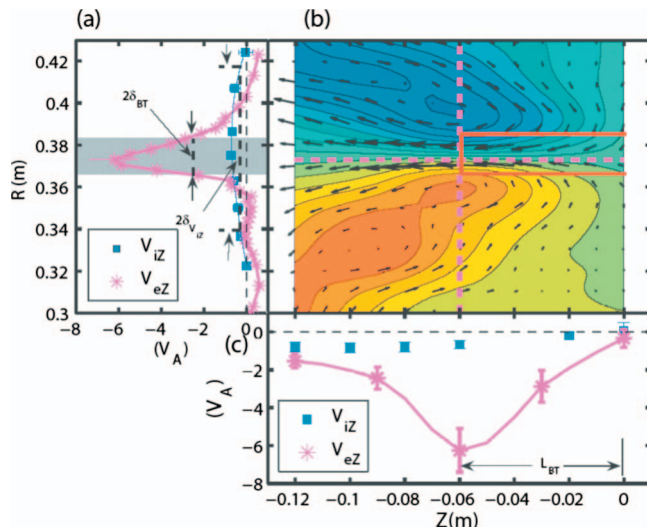 (a)
(b)
R (m)
0.42
0.4
0.38
0.36
0.34
0.32
0.3
2δBT
2δViZ
ViZ
VeZ
−8 −6 −4 −2 0
(VA)
(c)
(VA)
0
−2
−4
−6
−8
ViZ
VeZ
LBT
−0.12 −0.1 −0.08 −0.06 −0.04 −0.02 0
Z(m)